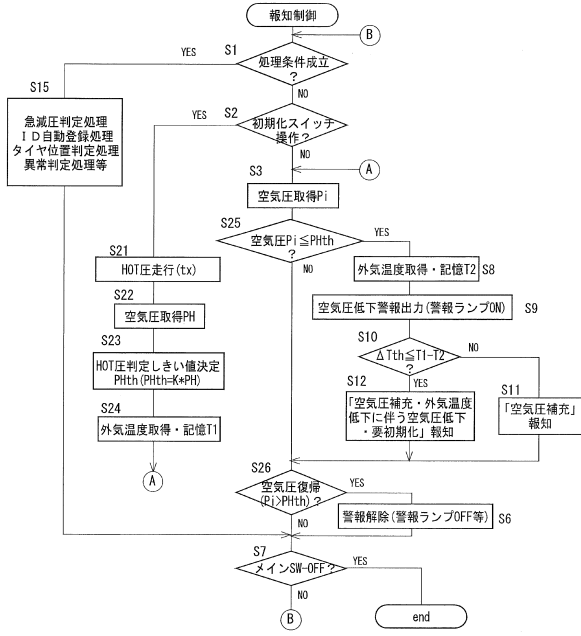 報知制御
B
S1
YES
処理条件成立
?
NO
S15
急減圧判定処理
ID自動登録処理
タイヤ位置判定処理
異常判定処理等
S2
YES
初期化スイッチ
操作?
NO
A
S3
空気圧取得Pi
S25
空気圧Pi≦PHth
?
YES
NO
S21
HOT圧走行(tx)
S22
空気圧取得PH
S23
HOT圧判定しきい値決定
PHth(PHth=K*PH)
S24
外気温度取得・記憶T1
A
外気温度取得・記憶T2
S8
空気圧低下警報出力(警報ランプON)
S9
S10
ΔTth≦T1-T2
?
NO
YES
S12
「空気圧補充・外気温度
低下に伴う空気圧低下
・要初期化」報知
S11
「空気圧補充」
報知
S26
空気圧復帰
(Pi>PHth)?
YES
NO
警報解除(警報ランプOFF等)
S6
S7
メインSW-OFF?
YES
NO
B
end